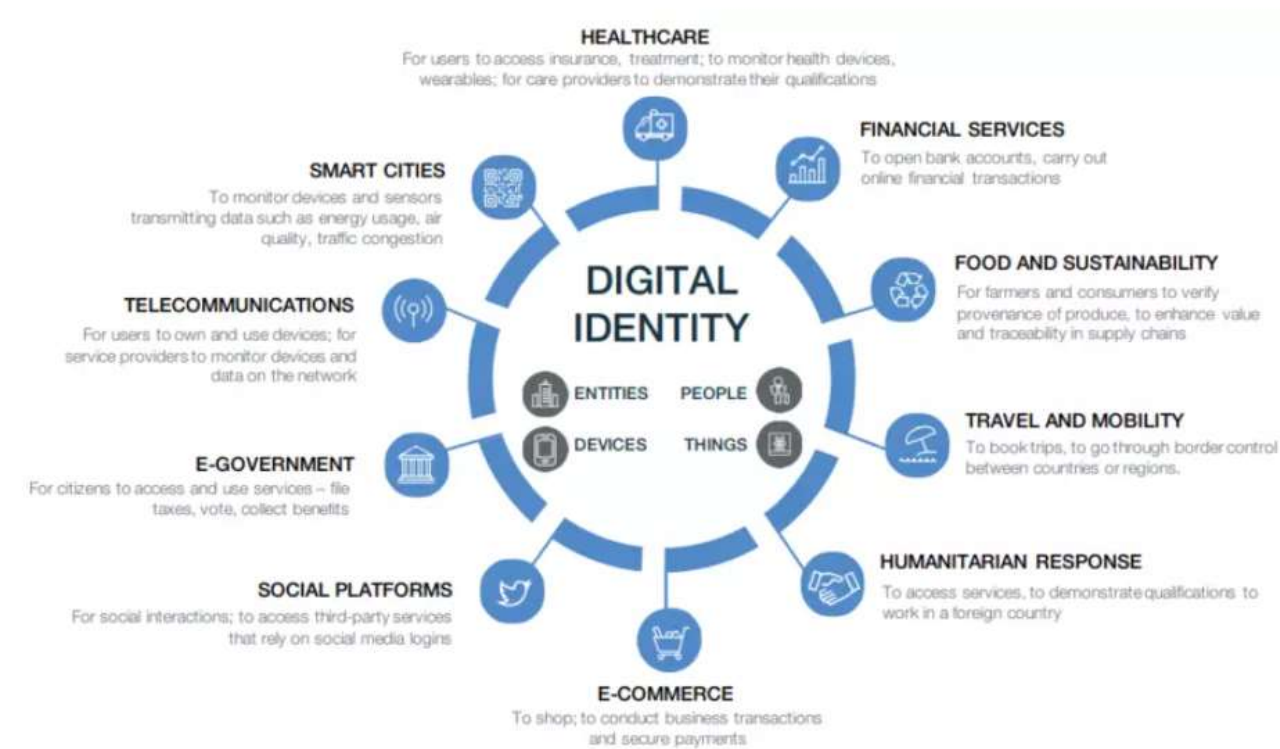 HEALTHCARE
For users to access insurance, treatment; to monitor health devices,
wearables; for care providers to demonstrate their qualifications
FINANCIAL SERVICES
To open bank accounts, carry out
online financial transactions
FOOD AND SUSTAINABILITY
For farmers and consumers to verify
provenance of produce, to enhance value
and traceability in supply chains
TRAVEL AND MOBILITY
To book trips, to go through border control
between countries or regions.
HUMANITARIAN RESPONSE
To access services, to demonstrate qualifications to
work in a foreign country
E-COMMERCE
To shop; to conduct business transactions
and secure payments
SOCIAL PLATFORMS
For social interactions; to access third-party services
that rely on social media logins
E-GOVERNMENT
For citizens to access and use services – file
taxes, vote, collect benefits
TELECOMMUNICATIONS
For users to own and use devices; for
service providers to monitor devices and
data on the network
SMART CITIES
To monitor devices and sensors
transmitting data such as energy usage, air
quality, traffic congestion
DIGITAL
IDENTITY
ENTITIES
PEOPLE
DEVICES
THINGS